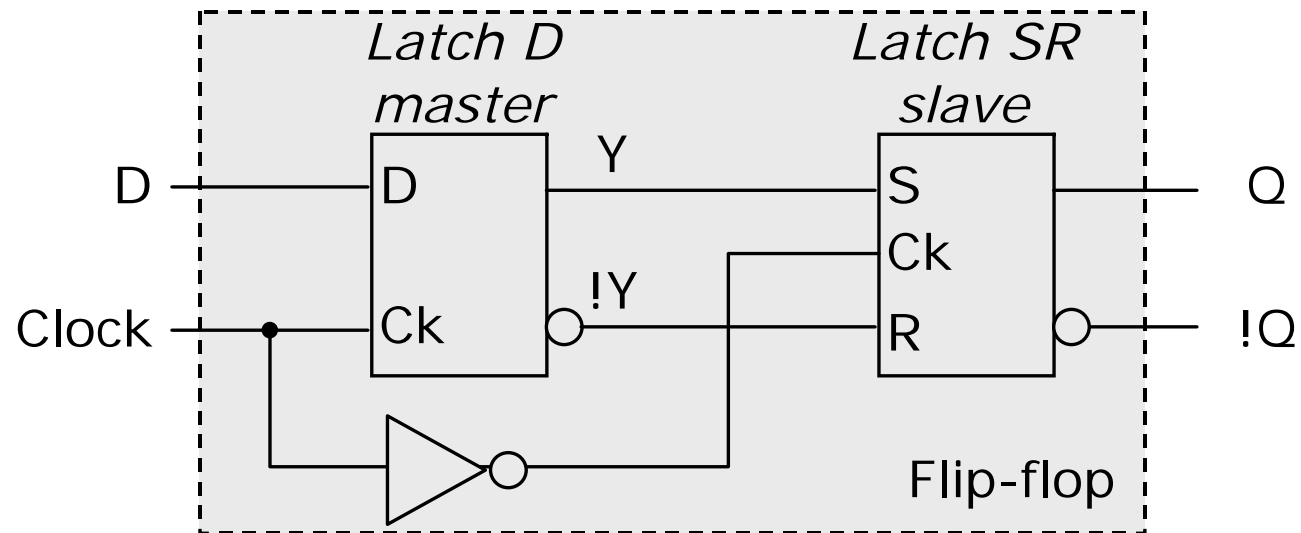 Latch D
master
Latch SR
slave
D
D
Y
S
Q
Ck
!Y
Clock
Ck
R
!Q
Flip-flop